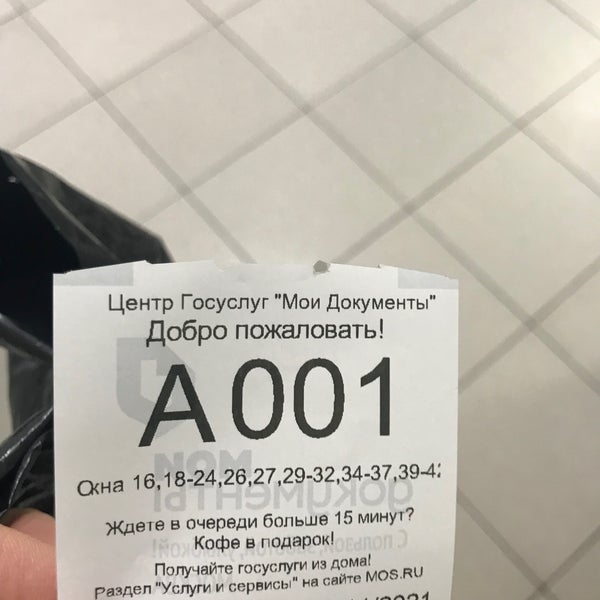 Центр Госуслуг "Мои Документы"
Добро пожаловать!
А001
Окна 16,18-24,26,27,29-32,34-37,39-42
Ждете в очереди больше 15 минут?
Кофе в подарок!
Получайте госуслуги из дома!
Раздел "Услуги и сервисы" на сайте MOS.RU